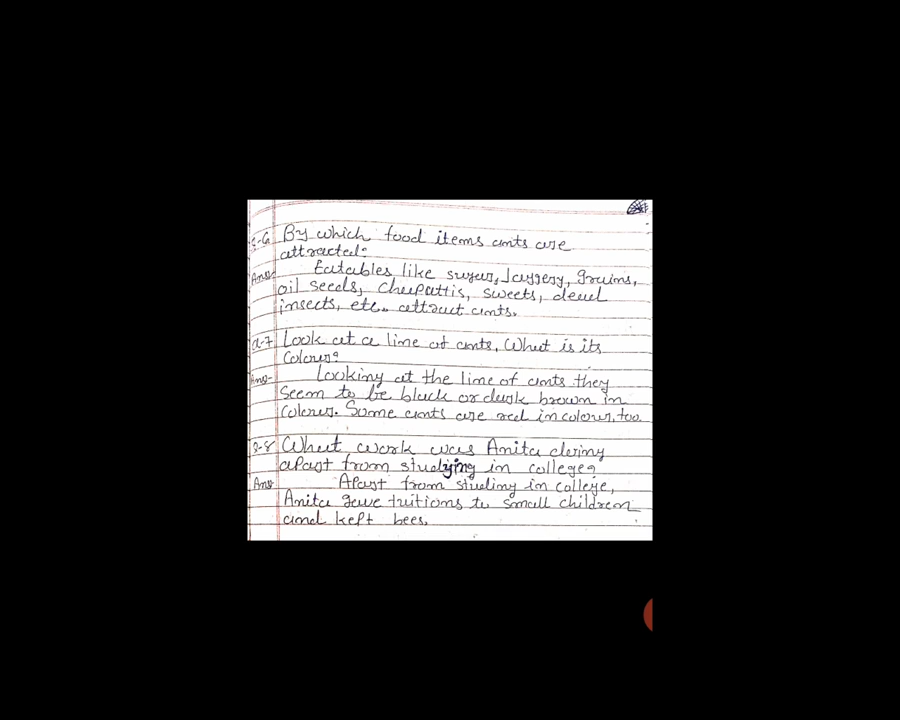 Q-6 By which food items ants are
attracted?
Ans- Eatables like sugar, Jaggery, grains,
oil seeds, Chapattis, sweets, dead
insects, etc.. attract ants.
Q-7 Look at a line of ants. What is its
Colour?
Ans- Looking at the line of ants they
seem to be black or dark brown in
Colour. Some ants are red in colour, too.
Q-8 What work was Anita doing
apart from studying in college?
Ans Apart from studing in college,
Anita gave tuitions to small children
and kept bees.